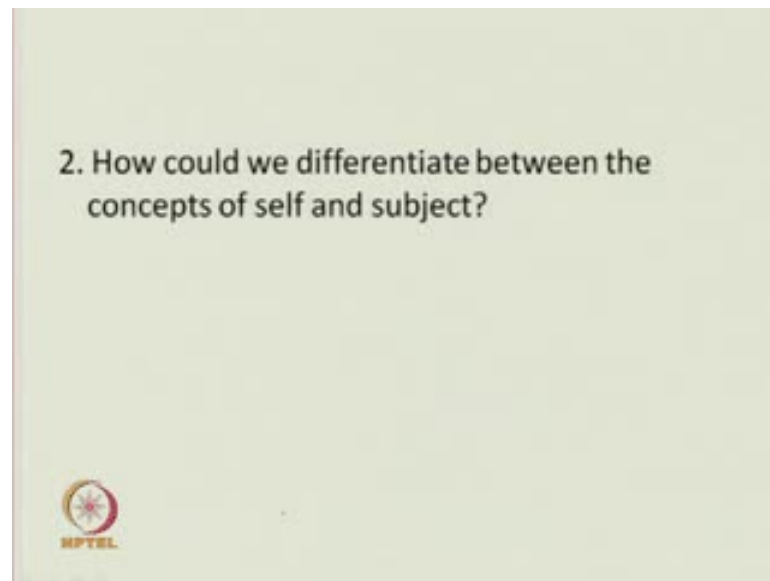 2. How could we differentiate between the
concepts of self and subject?
NPTEL